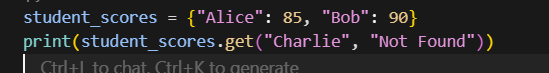 student_scores = {"Alice": 85, "Bob": 90}
print(student_scores.get("Charlie", "Not Found"))
Ctrl+L to chat, Ctrl+K to generate